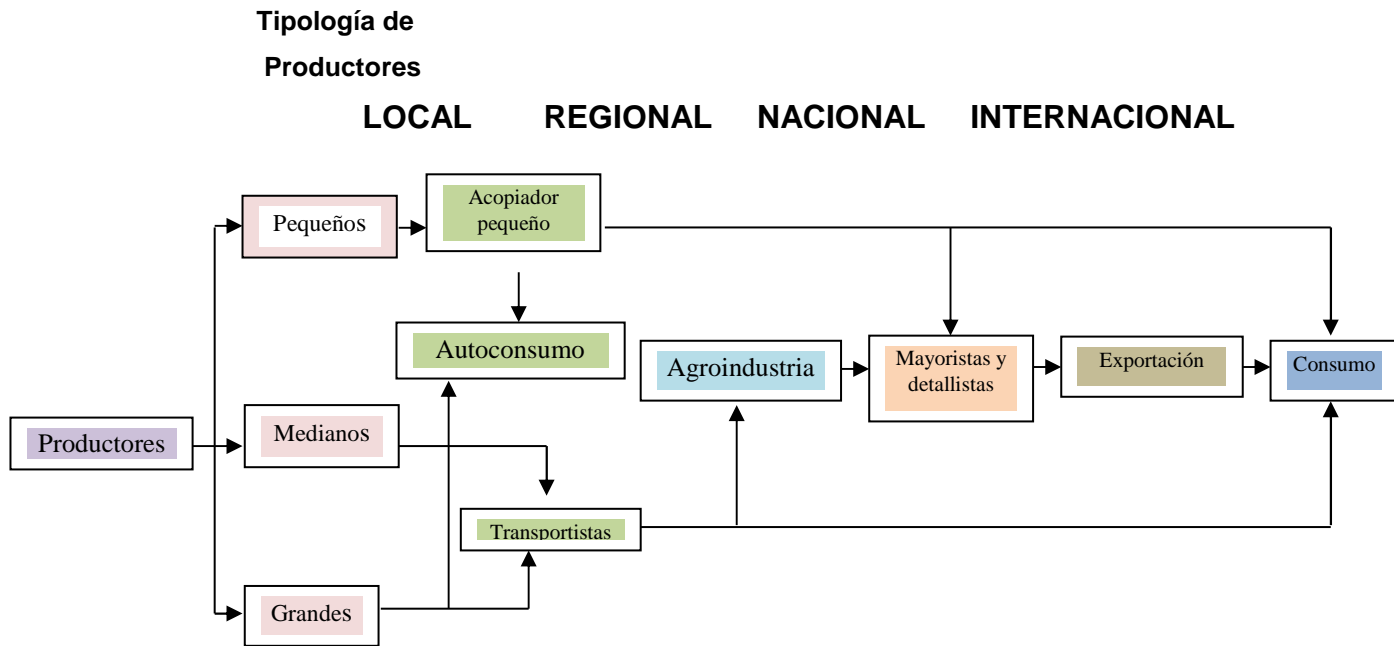 Tipología de
Productores
LOCAL REGIONAL NACIONAL INTERNACIONAL
Pequeños
Acopiador
pequeño
Autoconsumo
Agroindustria
Mayoristas y
detallistas
Exportación
Consumo
Productores
Medianos
Transportistas
Grandes